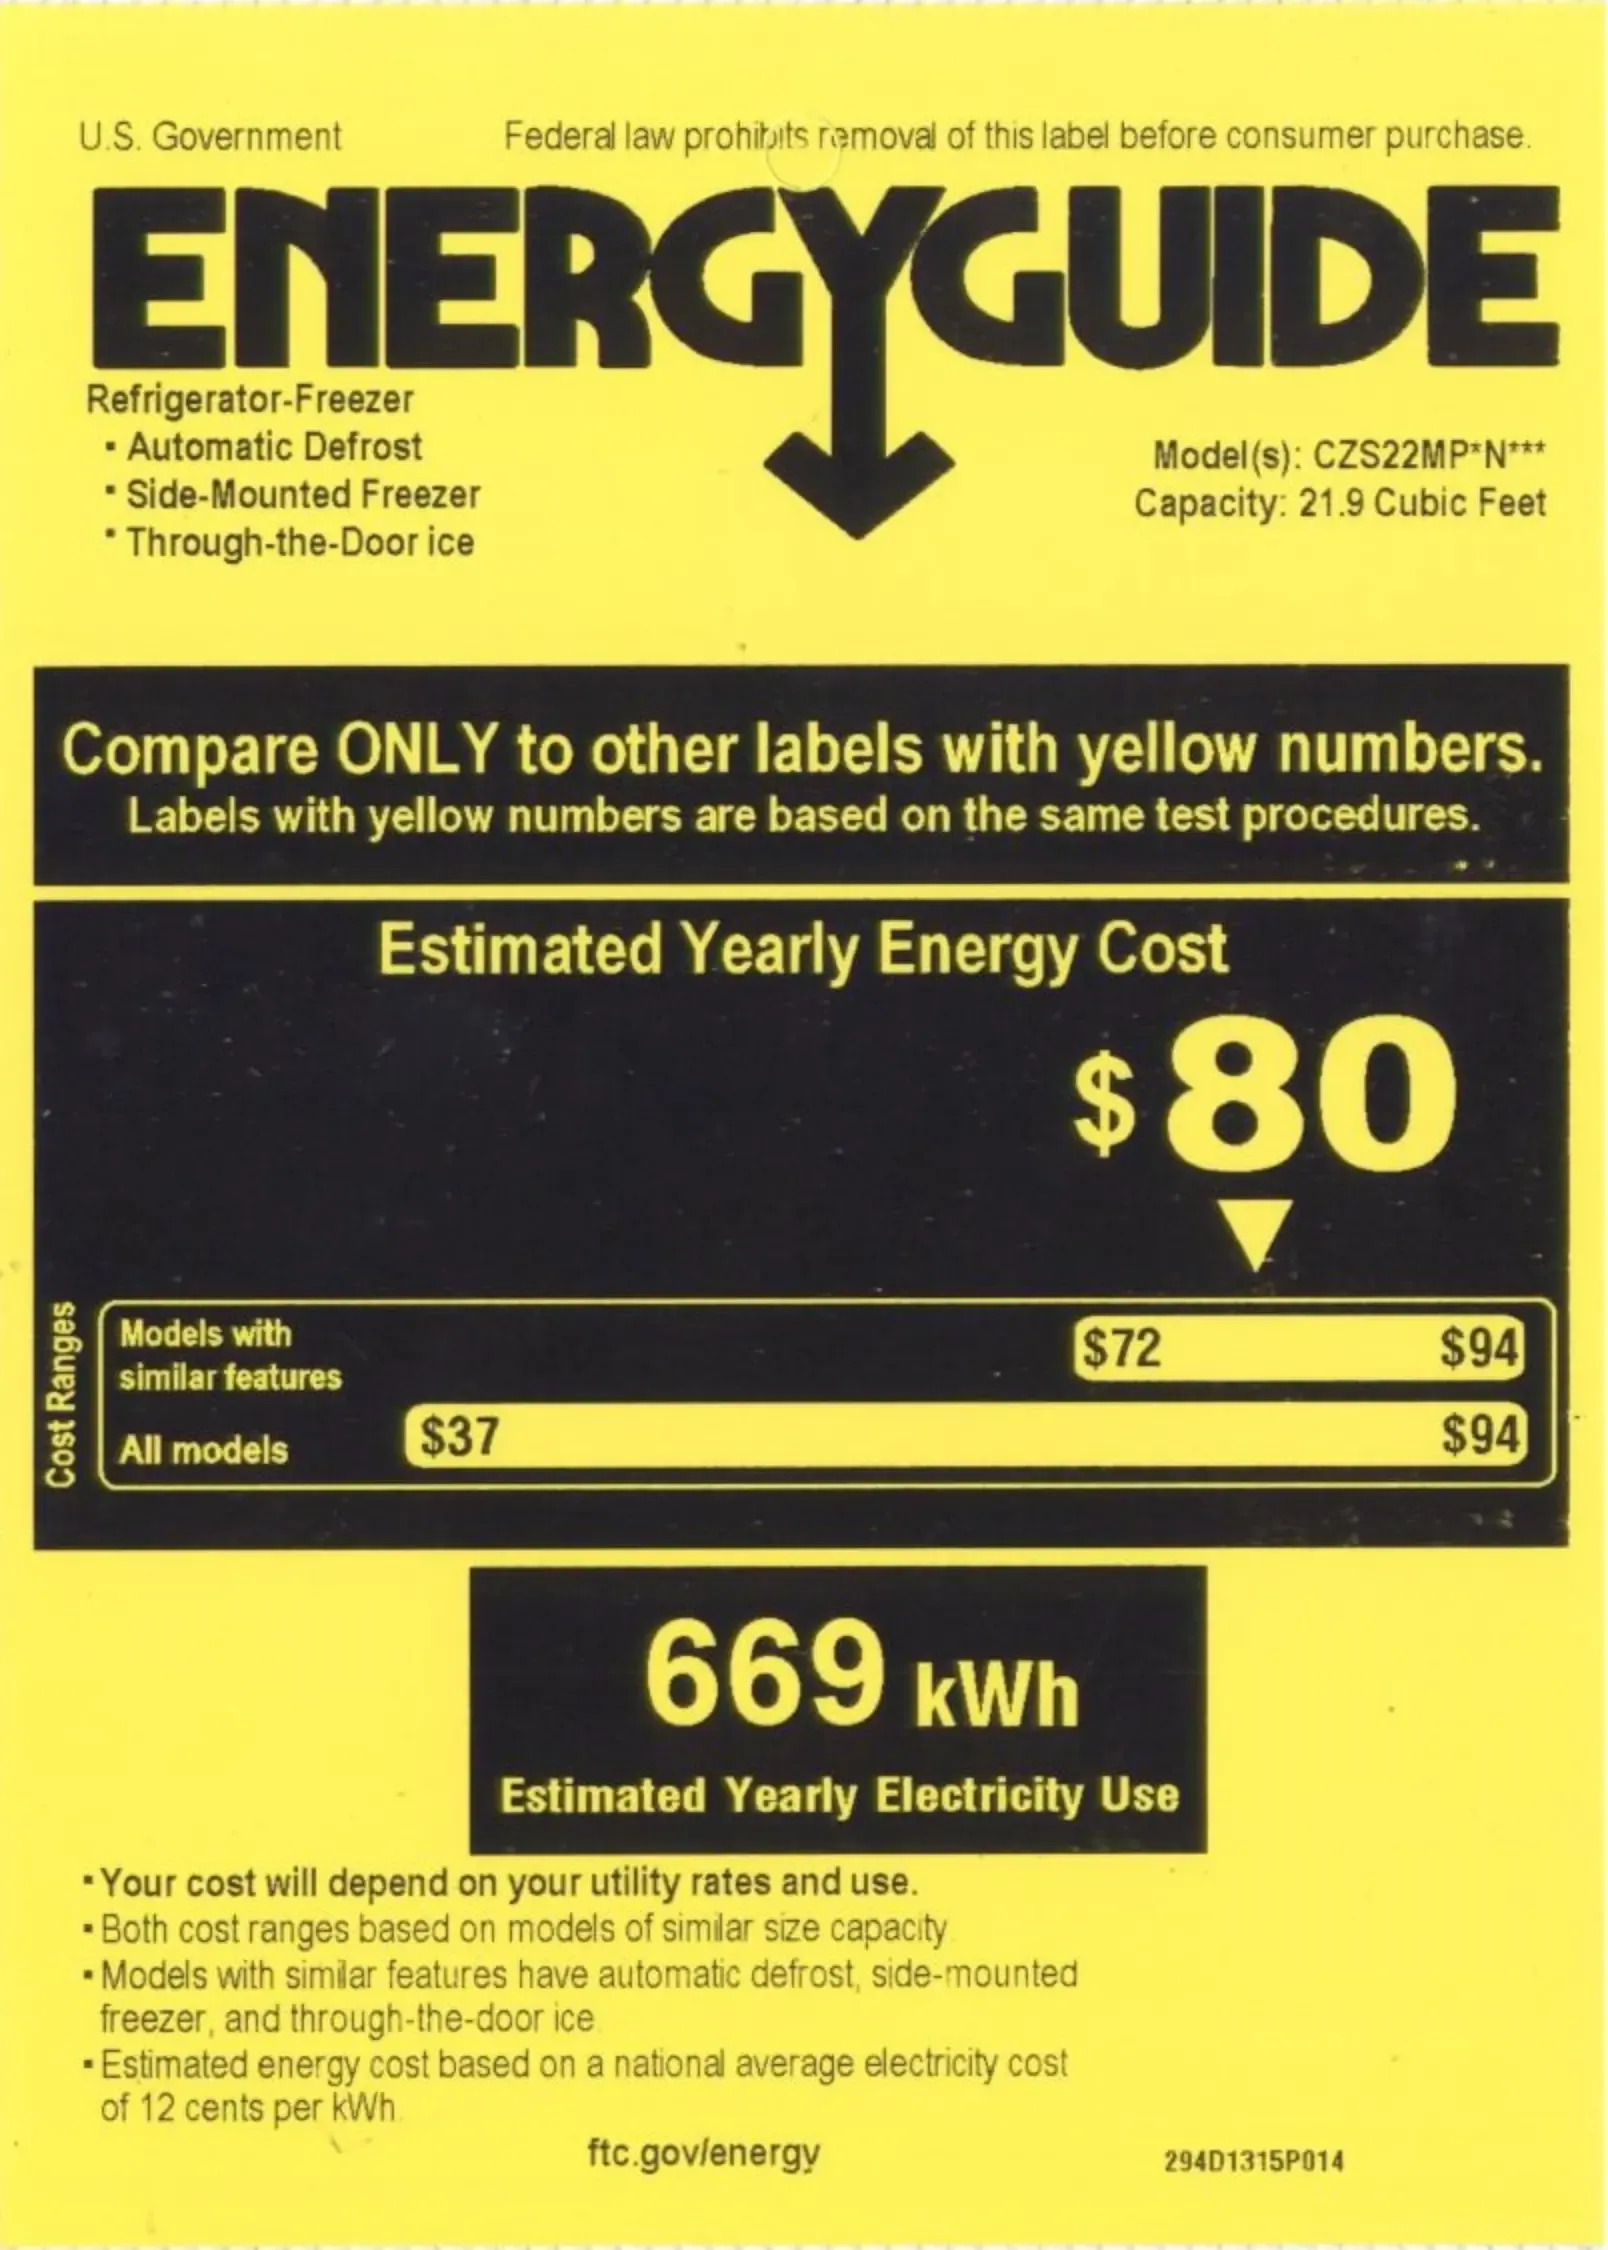 U.S. Government Federal law prohibits removal of this label before consumer purchase.
ENERGYGUIDE
Refrigerator-Freezer
▪ Automatic Defrost
▪ Side-Mounted Freezer
▪ Through-the-Door ice
Model(s): CZS22MP*N***
Capacity: 21.9 Cubic Feet
Compare ONLY to other labels with yellow numbers.
Labels with yellow numbers are based on the same test procedures.
Estimated Yearly Energy Cost
$80
Cost Ranges
Models with
similar features
$72 $94
All models
$37 $94
669 kWh
Estimated Yearly Electricity Use
▪ Your cost will depend on your utility rates and use.
▪ Both cost ranges based on models of similar size capacity
▪ Models with similar features have automatic defrost, side-mounted
freezer, and through-the-door ice
▪ Estimated energy cost based on a national average electricity cost
of 12 cents per kWh.
ftc.gov/energy
294D1315P014